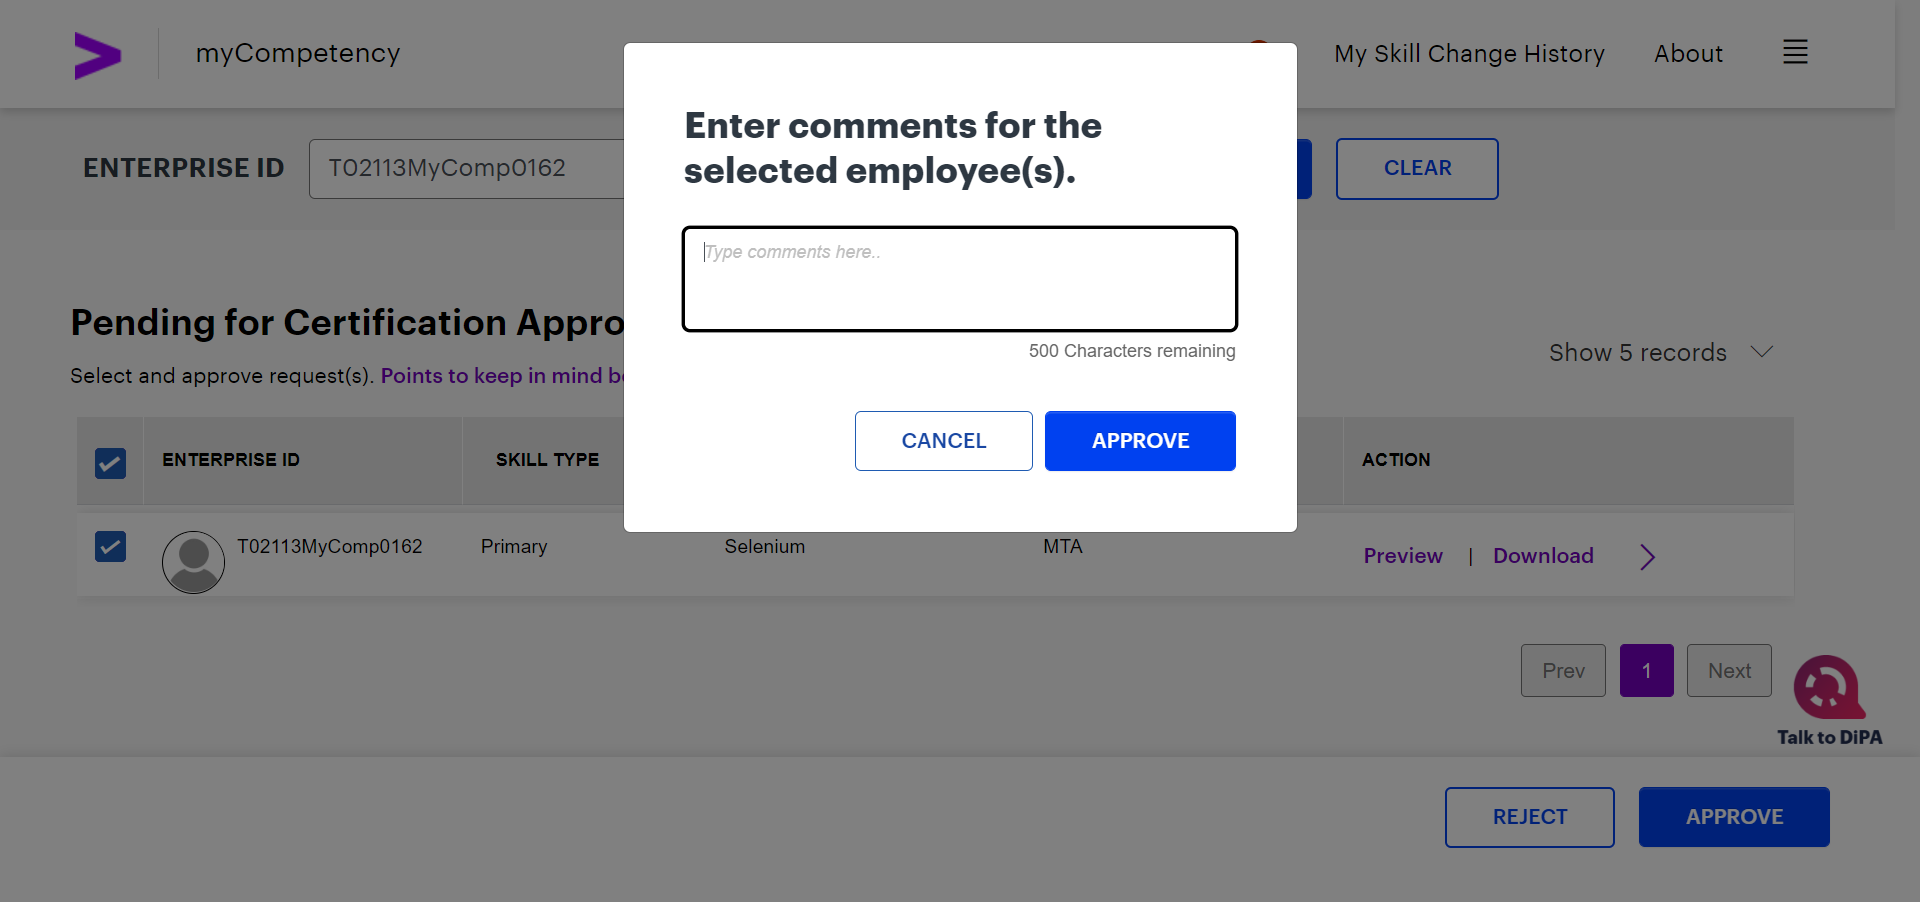 myCompetency
My Skill Change History
About
ENTERPRISE ID
T02113MyComp0162
CLEAR
Enter comments for the
selected employee(s).
Type comments here..
500 Characters remaining
CANCEL
APPROVE
Pending for Certification Appro
Select and approve request(s). Points to keep in mind
Show 5 records
ENTERPRISE ID
SKILL TYPE
ACTION
T02113MyComp0162
Primary
Selenium
MTA
Preview | Download
Prev
1
Next
Talk to DiPA
REJECT
APPROVE